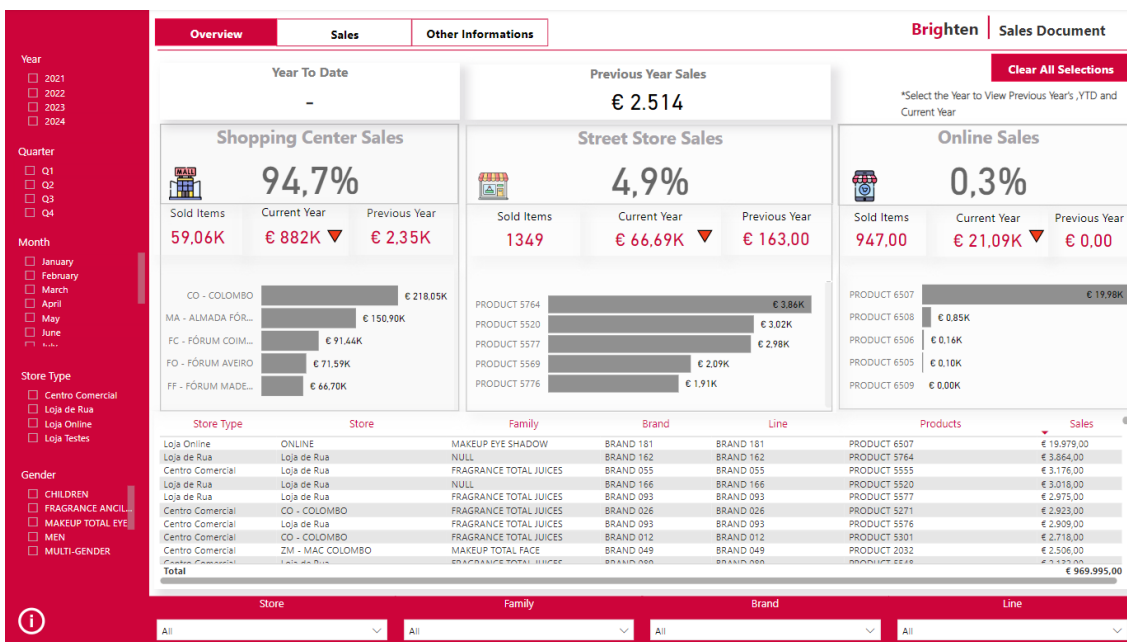 Overview
Sales
Other Informations
Brighten
Sales Document
Year
2021
2022
2023
2024
Quarter
Q1
Q2
Q3
Q4
Month
January
February
March
April
May
June
Store Type
Centro Comercial
Loja de Rua
Loja Online
Loja Testes
Gender
CHILDREN
FRAGRANCE ANCIL...
MAKEUP TOTAL EYE
MEN
MULTI-GENDER
Year To Date
-
Previous Year Sales
€ 2.514
Clear All Selections
*Select the Year to View Previous Year's ,YTD and
Current Year
Shopping Center Sales
MALL
94,7%
Sold Items Current Year Previous Year
59,06K € 882K € 2,35K
CO - COLOMBO € 218,05K
MA - ALMADA FÓR... € 150,90K
FC - FÓRUM COIM... € 91,44K
FO - FÓRUM AVEIRO € 71,59K
FF - FÓRUM MADE... € 66,70K
Street Store Sales
4,9%
Sold Items Current Year Previous Year
1349 € 66,69K € 163,00
PRODUCT 5764 € 3,86K
PRODUCT 5520 € 3,02K
PRODUCT 5577 € 2,98K
PRODUCT 5569 € 2,09K
PRODUCT 5776 € 1,91K
Online Sales
0,3%
Sold Items Current Year Previous Year
947,00 € 21,09K € 0,00
PRODUCT 6507 € 19,98K
PRODUCT 6508 € 0,85K
PRODUCT 6506 € 0,16K
PRODUCT 6505 € 0,10K
PRODUCT 6509 € 0,00K
Store Type Store Family Brand Line Products Sales
Loja Online ONLINE MAKEUP EYE SHADOW BRAND 181 BRAND 181 PRODUCT 6507 € 19.979,00
Loja de Rua Loja de Rua NULL BRAND 162 BRAND 162 PRODUCT 5764 € 3.864,00
Centro Comercial Loja de Rua FRAGRANCE TOTAL JUICES BRAND 055 BRAND 055 PRODUCT 5555 € 3.176,00
Loja de Rua Loja de Rua NULL BRAND 166 BRAND 166 PRODUCT 5520 € 3.018,00
Loja de Rua Loja de Rua FRAGRANCE TOTAL JUICES BRAND 093 BRAND 093 PRODUCT 5577 € 2.975,00
Centro Comercial CO - COLOMBO FRAGRANCE TOTAL JUICES BRAND 026 BRAND 026 PRODUCT 5271 € 2.923,00
Centro Comercial Loja de Rua FRAGRANCE TOTAL JUICES BRAND 093 BRAND 093 PRODUCT 5576 € 2.909,00
Centro Comercial CO - COLOMBO FRAGRANCE TOTAL JUICES BRAND 012 BRAND 012 PRODUCT 5301 € 2.718,00
Centro Comercial ZM - MAC COLOMBO MAKEUP TOTAL FACE BRAND 049 BRAND 049 PRODUCT 2032 € 2.506,00
Centro Comercial Loja de Rua FRAGRANCE TOTAL JUICES
Total € 969.995,00
Store Family Brand Line
All All All All